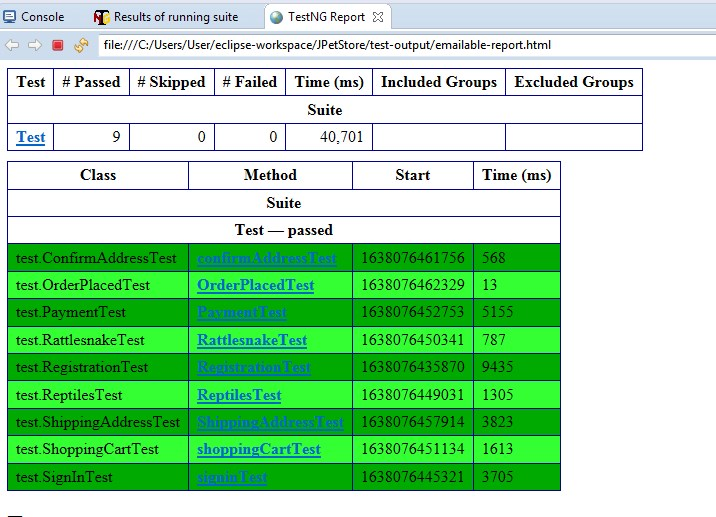 Console Results of running suite TestNG Report
file:///C:/Users/User/eclipse-workspace/JPetStore/test-output/emailable-report.html
Test # Passed # Skipped # Failed Time (ms) Included Groups Excluded Groups
Suite
Test 9 0 0 40,701
Class Method Start Time (ms)
Suite
Test — passed
test.ConfirmAddressTest confirmAddressTest 1638076461756 568
test.OrderPlacedTest OrderPlacedTest 1638076462329 13
test.PaymentTest PaymentTest 1638076452753 5155
test.RattlesnakeTest RattlesnakeTest 1638076450341 787
test.RegistrationTest RegistrationTest 1638076435870 9435
test.ReptilesTest ReptilesTest 1638076449031 1305
test.ShippingAddressTest ShippingAddressTest 1638076457914 3823
test.ShoppingCartTest shoppingCartTest 1638076451134 1613
test.SignInTest signinTest 1638076445321 3705